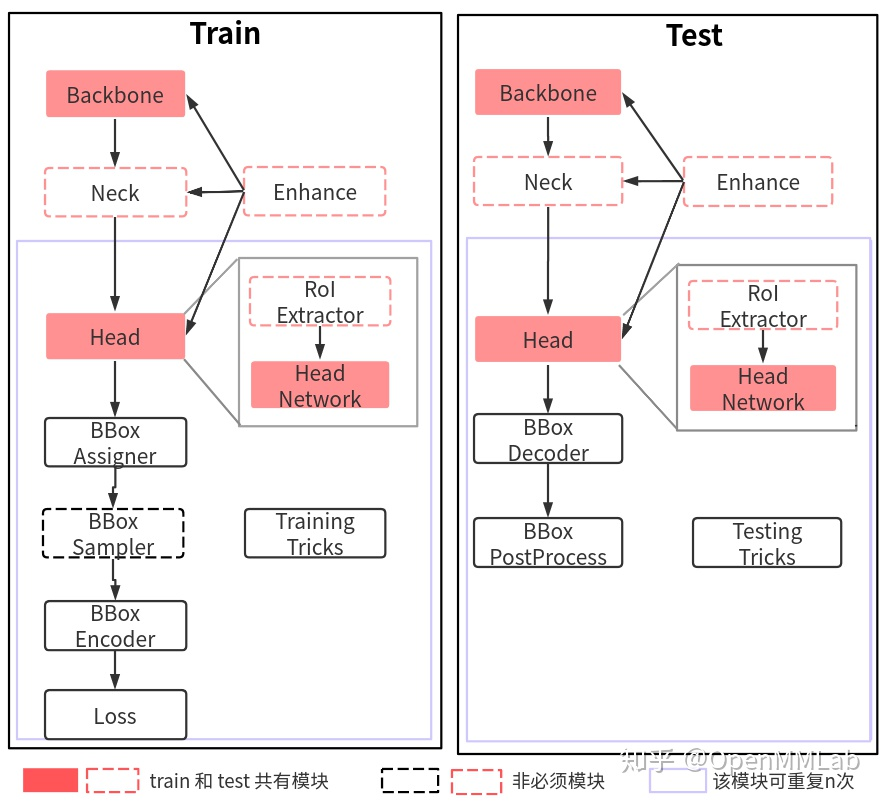 Train
Backbone
Neck
Enhance
Head
RoI
Extractor
Head
Network
BBox
Assigner
BBox
Sampler
Training
Tricks
BBox
Encoder
Loss
Test
Backbone
Neck
Enhance
Head
RoI
Extractor
Head
Network
BBox
Decoder
BBox
PostProcess
Testing
Tricks
知乎 @OpenMMLab
train 和 test 共有模块
非必须模块
该模块可重复n次